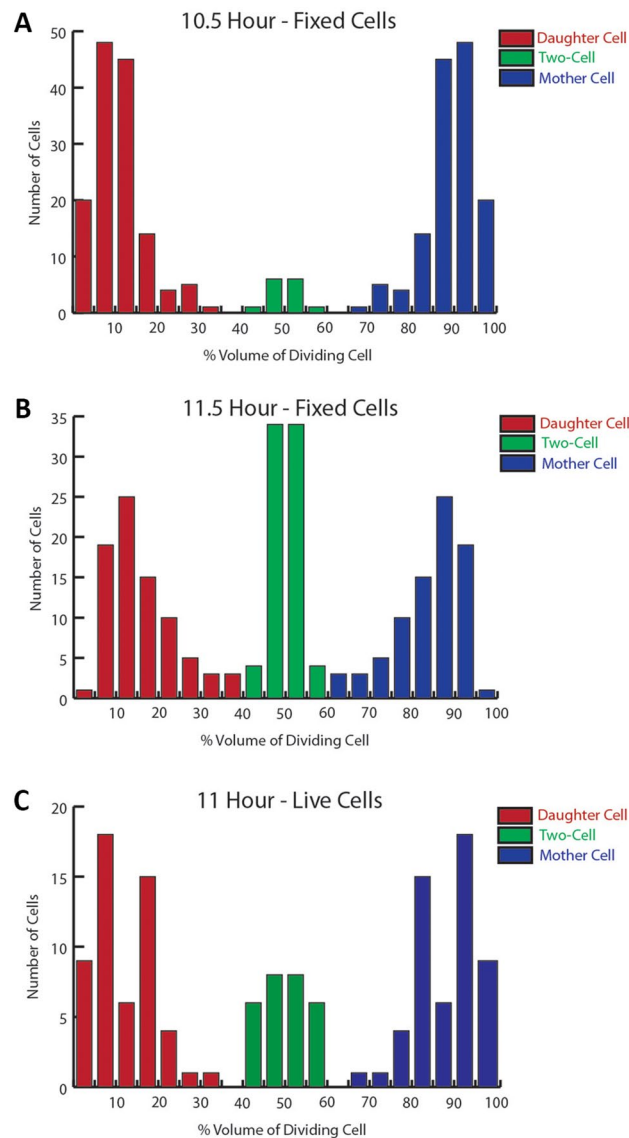 A
10.5 Hour - Fixed Cells
Daughter Cell
Two-Cell
Mother Cell
50
40
30
20
10
0
Number of Cells
10 20 30 40 50 60 70 80 90 100
% Volume of Dividing Cell
B
11.5 Hour - Fixed Cells
Daughter Cell
Two-Cell
Mother Cell
35
30
25
20
15
10
5
0
Number of Cells
10 20 30 40 50 60 70 80 90 100
% Volume of Dividing Cell
C
11 Hour - Live Cells
Daughter Cell
Two-Cell
Mother Cell
20
15
10
5
0
Number of Cells
10 20 30 40 50 60 70 80 90 100
% Volume of Dividing Cell